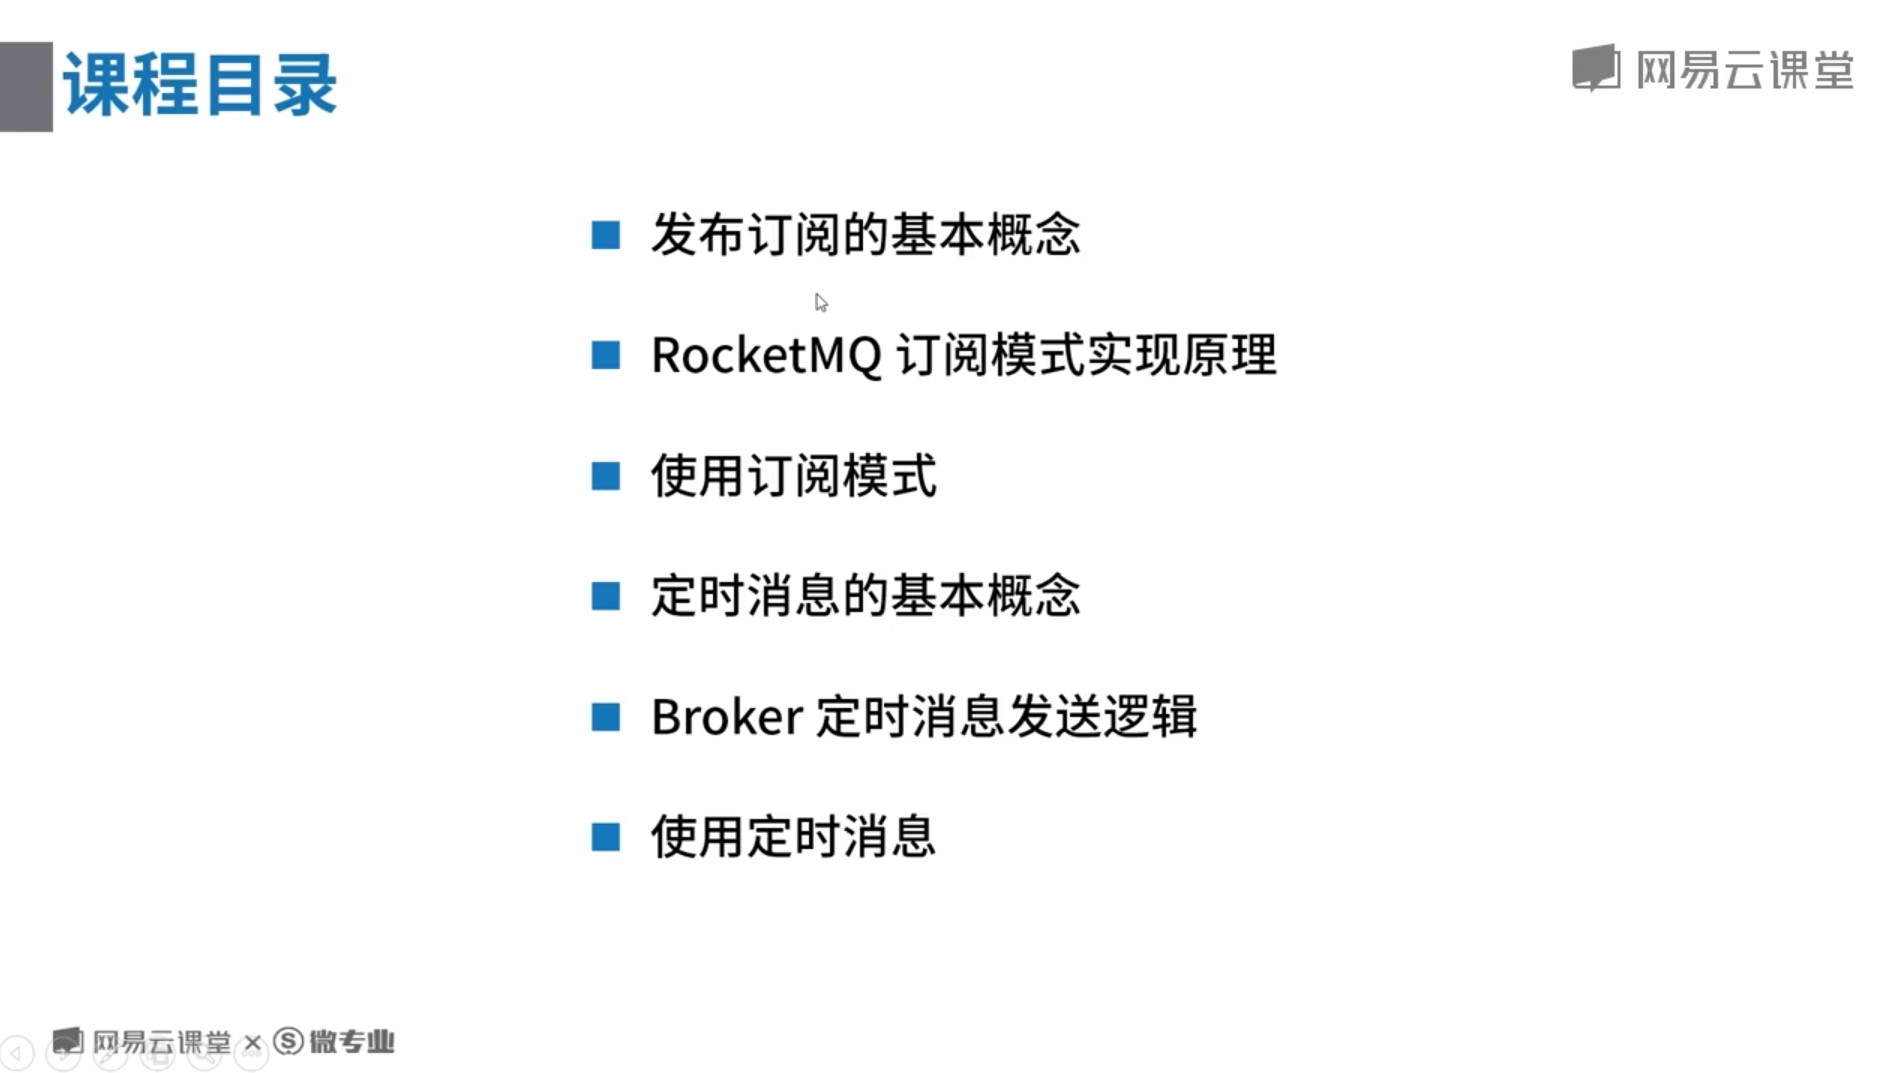 课程目录
网易云课堂
发布订阅的基本概念
RocketMQ 订阅模式实现原理
使用订阅模式
定时消息的基本概念
Broker 定时消息发送逻辑
使用定时消息
网易云课堂 × 微专业